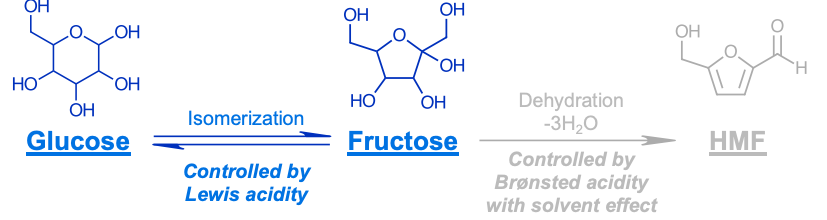 OH
O
OH
HO
OH
OH
Glucose
Isomerization
Controlled by
Lewis acidity
OH
OH
O
OH
HO
OH
Fructose
Dehydration
-3H₂O
Controlled by
Brønsted acidity
with solvent effect
OH
O
O
H
HMF